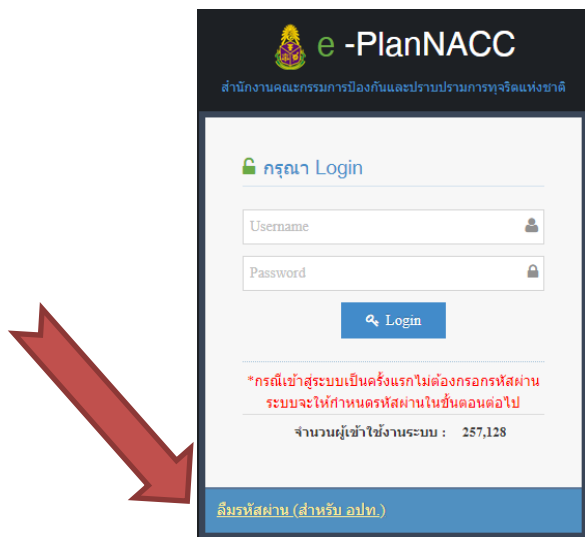 e -PlanNACC
สำนักงานคณะกรรมการป้องกันและปราบปรามการทุจริตแห่งชาติ
กรุณา Login
Username
Password
Login
*กรณีเข้าสู่ระบบเป็นครั้งแรกไม่ต้องกรอกรหัสผ่าน
ระบบจะให้กำหนดรหัสผ่านในขั้นตอนต่อไป
จำนวนผู้เข้าใช้งานระบบ : 257,128
ลืมรหัสผ่าน (สำหรับ อปท.)